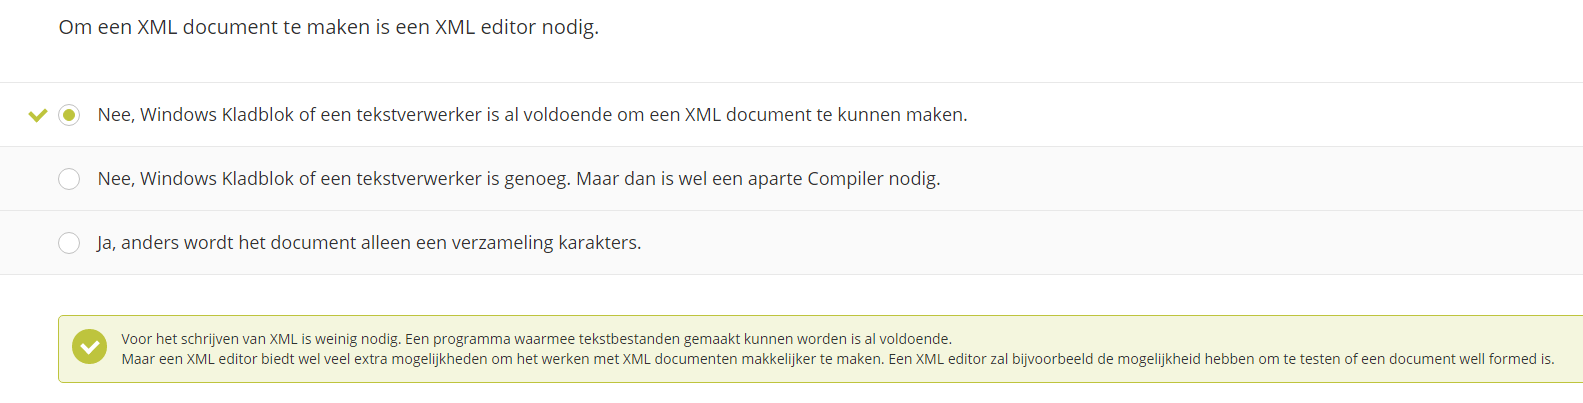 Om een XML document te maken is een XML editor nodig.
Nee, Windows Kladblok of een tekstverwerker is al voldoende om een XML document te kunnen maken.
Nee, Windows Kladblok of een tekstverwerker is genoeg. Maar dan is wel een aparte Compiler nodig.
Ja, anders wordt het document alleen een verzameling karakters.
Voor het schrijven van XML is weinig nodig. Een programma waarmee tekstbestanden gemaakt kunnen worden is al voldoende.
Maar een XML editor biedt wel veel extra mogelijkheden om het werken met XML documenten makkelijker te maken. Een XML editor zal bijvoorbeeld de mogelijkheid hebben om te testen of een document well formed is.